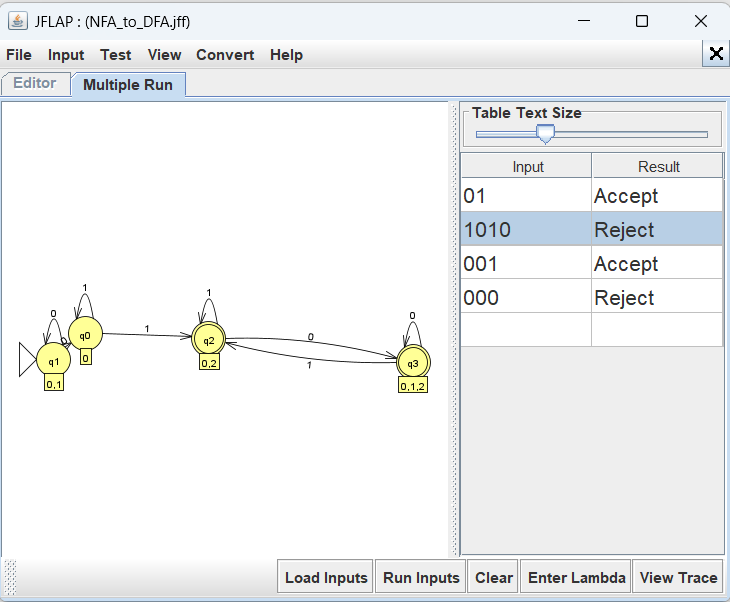 JFLAP : (NFA_to_DFA.jff)
File Input Test View Convert Help
Editor Multiple Run
Table Text Size
Input Result
01 Accept
1010 Reject
001 Accept
000 Reject
1
0
q0
0
0
q1
0,1
1
1
q2
0,2
0
1
0
q3
0,1,2
Load Inputs Run Inputs Clear Enter Lambda View Trace